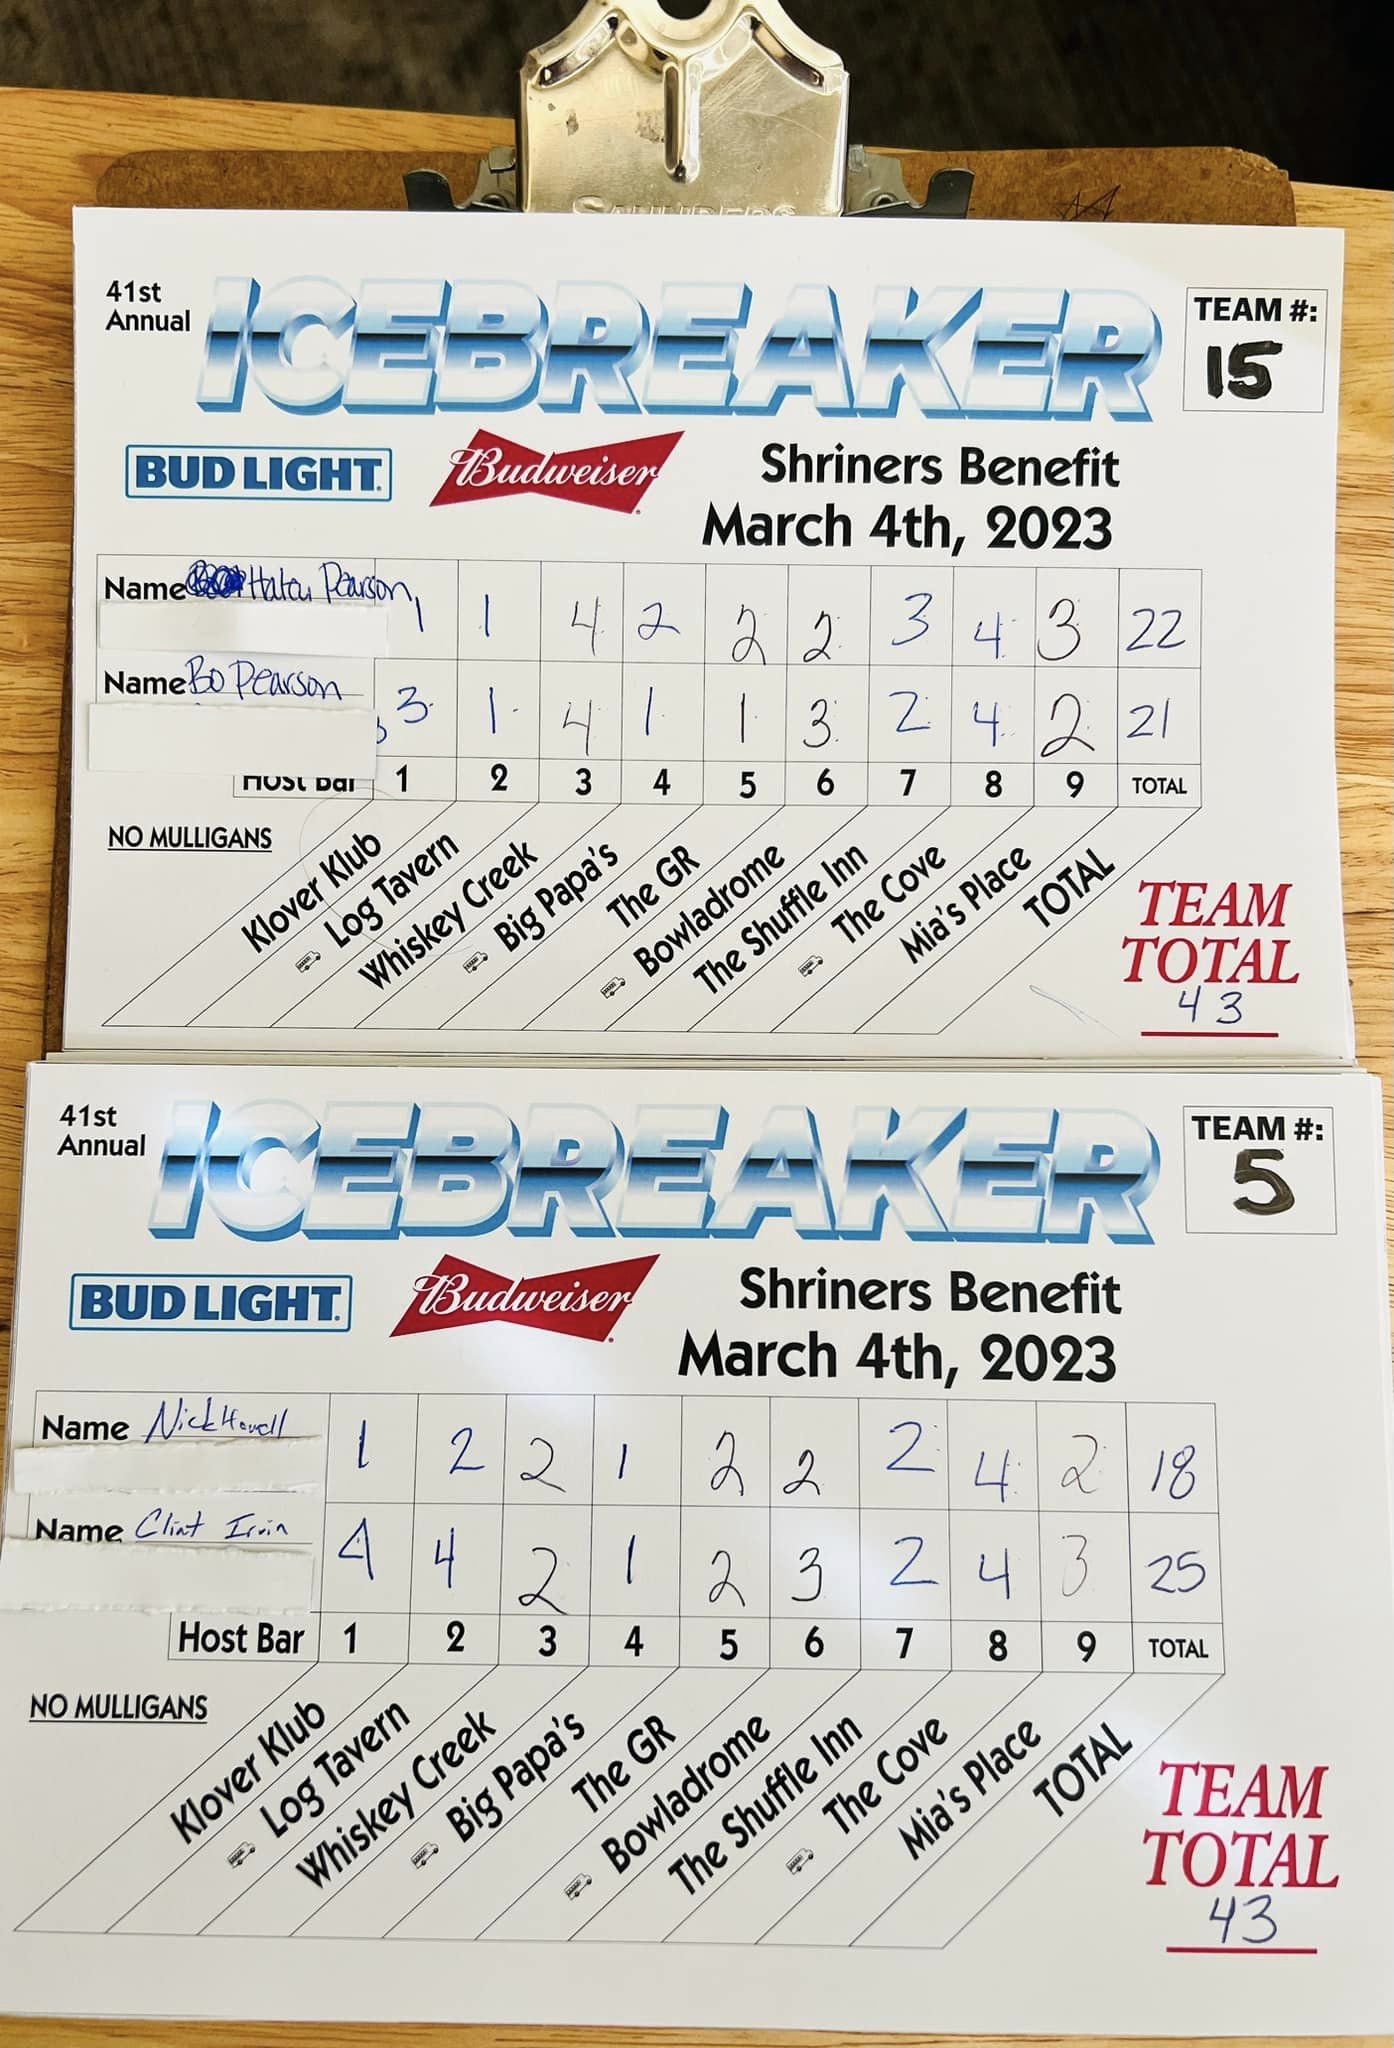 SAUNDERS
41st
Annual
ICEBREAKER
TEAM #:
15
BUD LIGHT.
Budweiser
Shriners Benefit
March 4th, 2023
Name Pearson 1 1 4 2 2 2 3 4 3 22
Name Bo Pearson 3 1 4 1 1 3 2 4 2 21
Host Bar 1 2 3 4 5 6 7 8 9 TOTAL
NO MULLIGANS
Klover Klub
Log Tavern
Whiskey Creek
Big Papa's
The GR
Bowladrome
The Shuffle Inn
The Cove
Mia's Place
TOTAL
TEAM
TOTAL
43
41st
Annual
ICEBREAKER
TEAM #:
5
BUD LIGHT.
Budweiser
Shriners Benefit
March 4th, 2023
Name Nick Howell 1 2 2 1 2 2 2 4 2 18
Name Clint Irvin 4 4 2 1 2 3 2 4 3 25
Host Bar 1 2 3 4 5 6 7 8 9 TOTAL
NO MULLIGANS
Klover Klub
Log Tavern
Whiskey Creek
Big Papa's
The GR
Bowladrome
The Shuffle Inn
The Cove
Mia's Place
TOTAL
TEAM
TOTAL
43